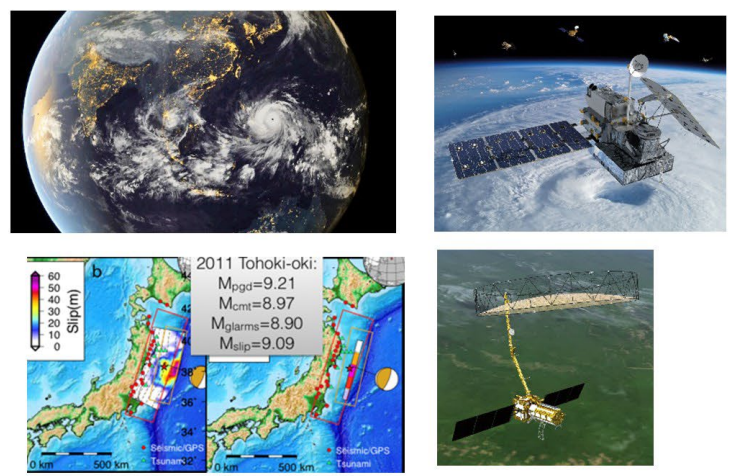 60
50
40
30
20
10
0
Slip(m)
b
2011 Tohoki-oki:
Mpgd=9.21
Mcmt=8.97
Mglarms=8.90
Mslip=9.09
42°
38°
36°
34°
32°
Seismic/GPS
Tsunami
0 km 500 km
Seismic/GPS
Tsunami
0 km 500 km